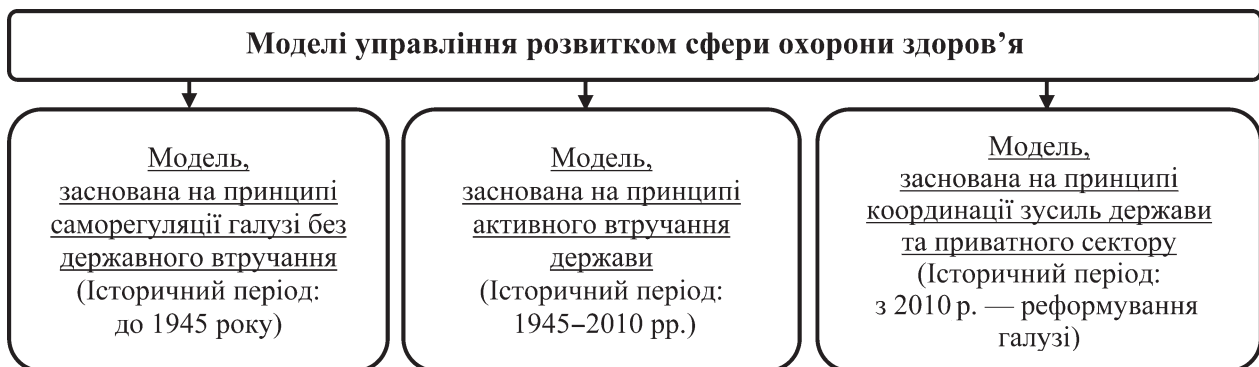 Моделі управління розвитком сфери охорони здоров’я
Модель,
заснована на принципі
саморегуляції галузі без
державного втручання
(Історичний період:
до 1945 року)
Модель,
заснована на принципі
активного втручання
держави
(Історичний період:
1945–2010 рр.)
Модель,
заснована на принципі
координації зусиль держави
та приватного сектору
(Історичний період:
з 2010 р. — реформування
галузі)